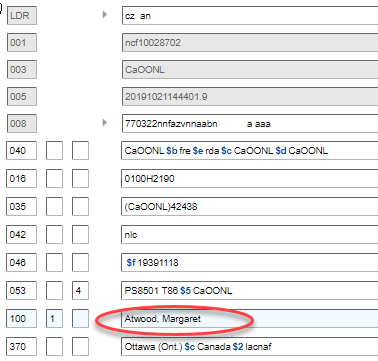 LDR cz an
001 ncf10028702
003 CaOONL
005 20191021144401.9
008 770322nnfazvnnaabn a aaa
040 CaOONL $b fre $e rda $c CaOONL $d CaOONL
016 0100H2190
035 (CaOONL)42438
042 nlc
046 $f 19391118
053 4 PS8501 T86 $5 CaOONL
100 1 Atwood, Margaret
370 Ottawa (Ont.) $c Canada $2 lacnaf